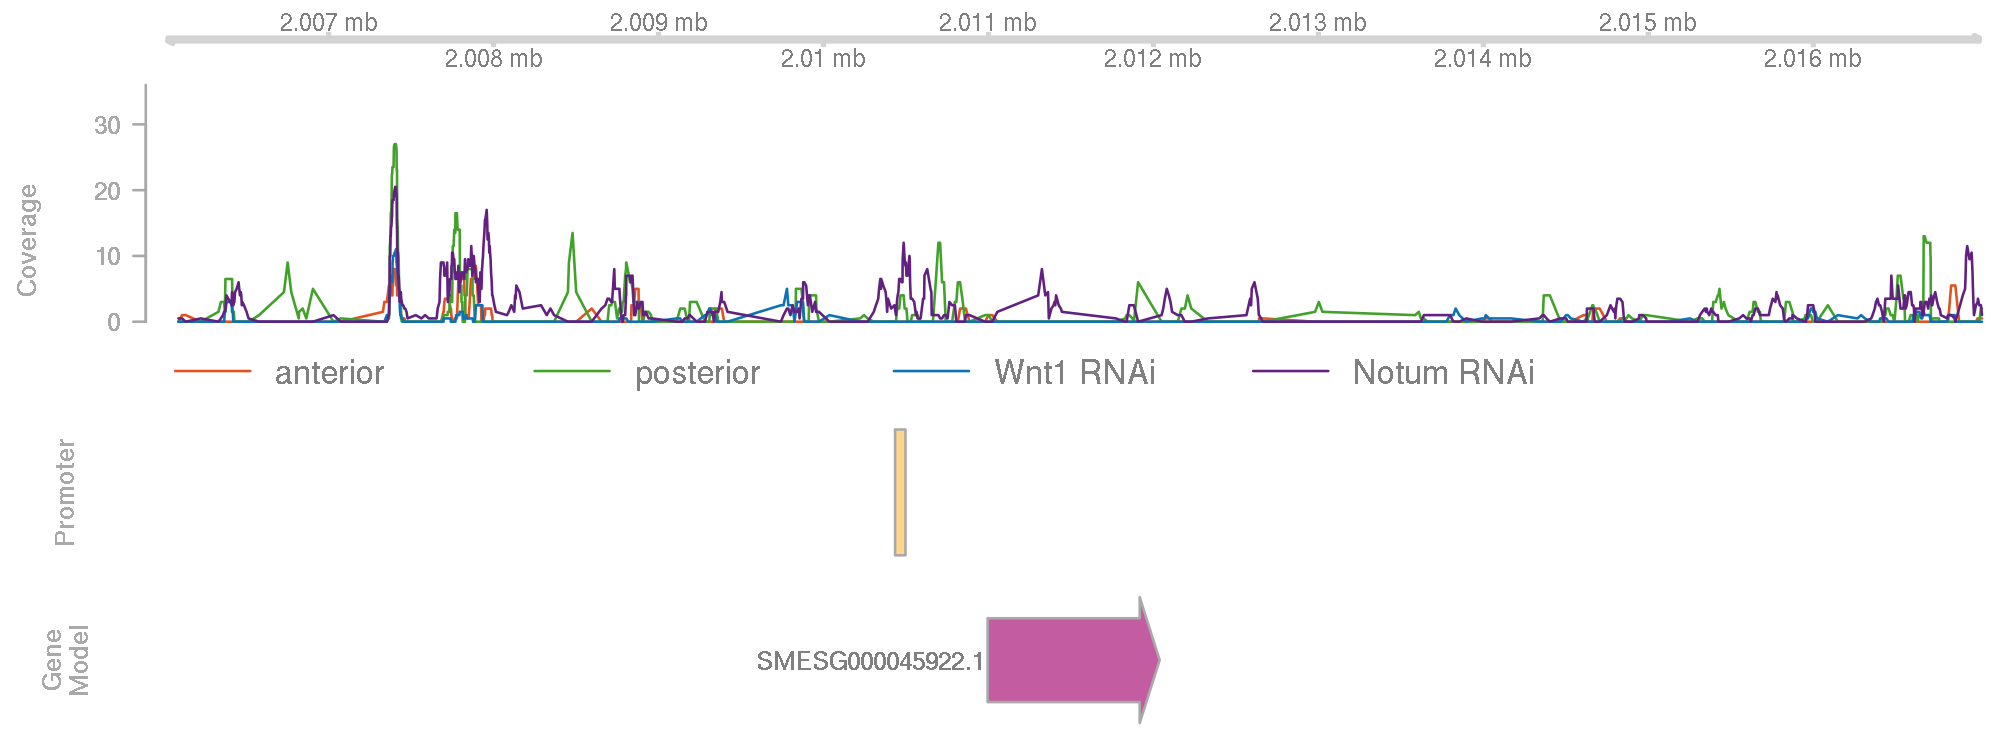 2.007 mb 2.009 mb 2.011 mb 2.013 mb 2.015 mb
2.008 mb 2.01 mb 2.012 mb 2.014 mb 2.016 mb
Coverage
30
20
10
0
anterior posterior Wnt1 RNAi Notum RNAi
Promoter
Gene
Model
SMESG000045922.1